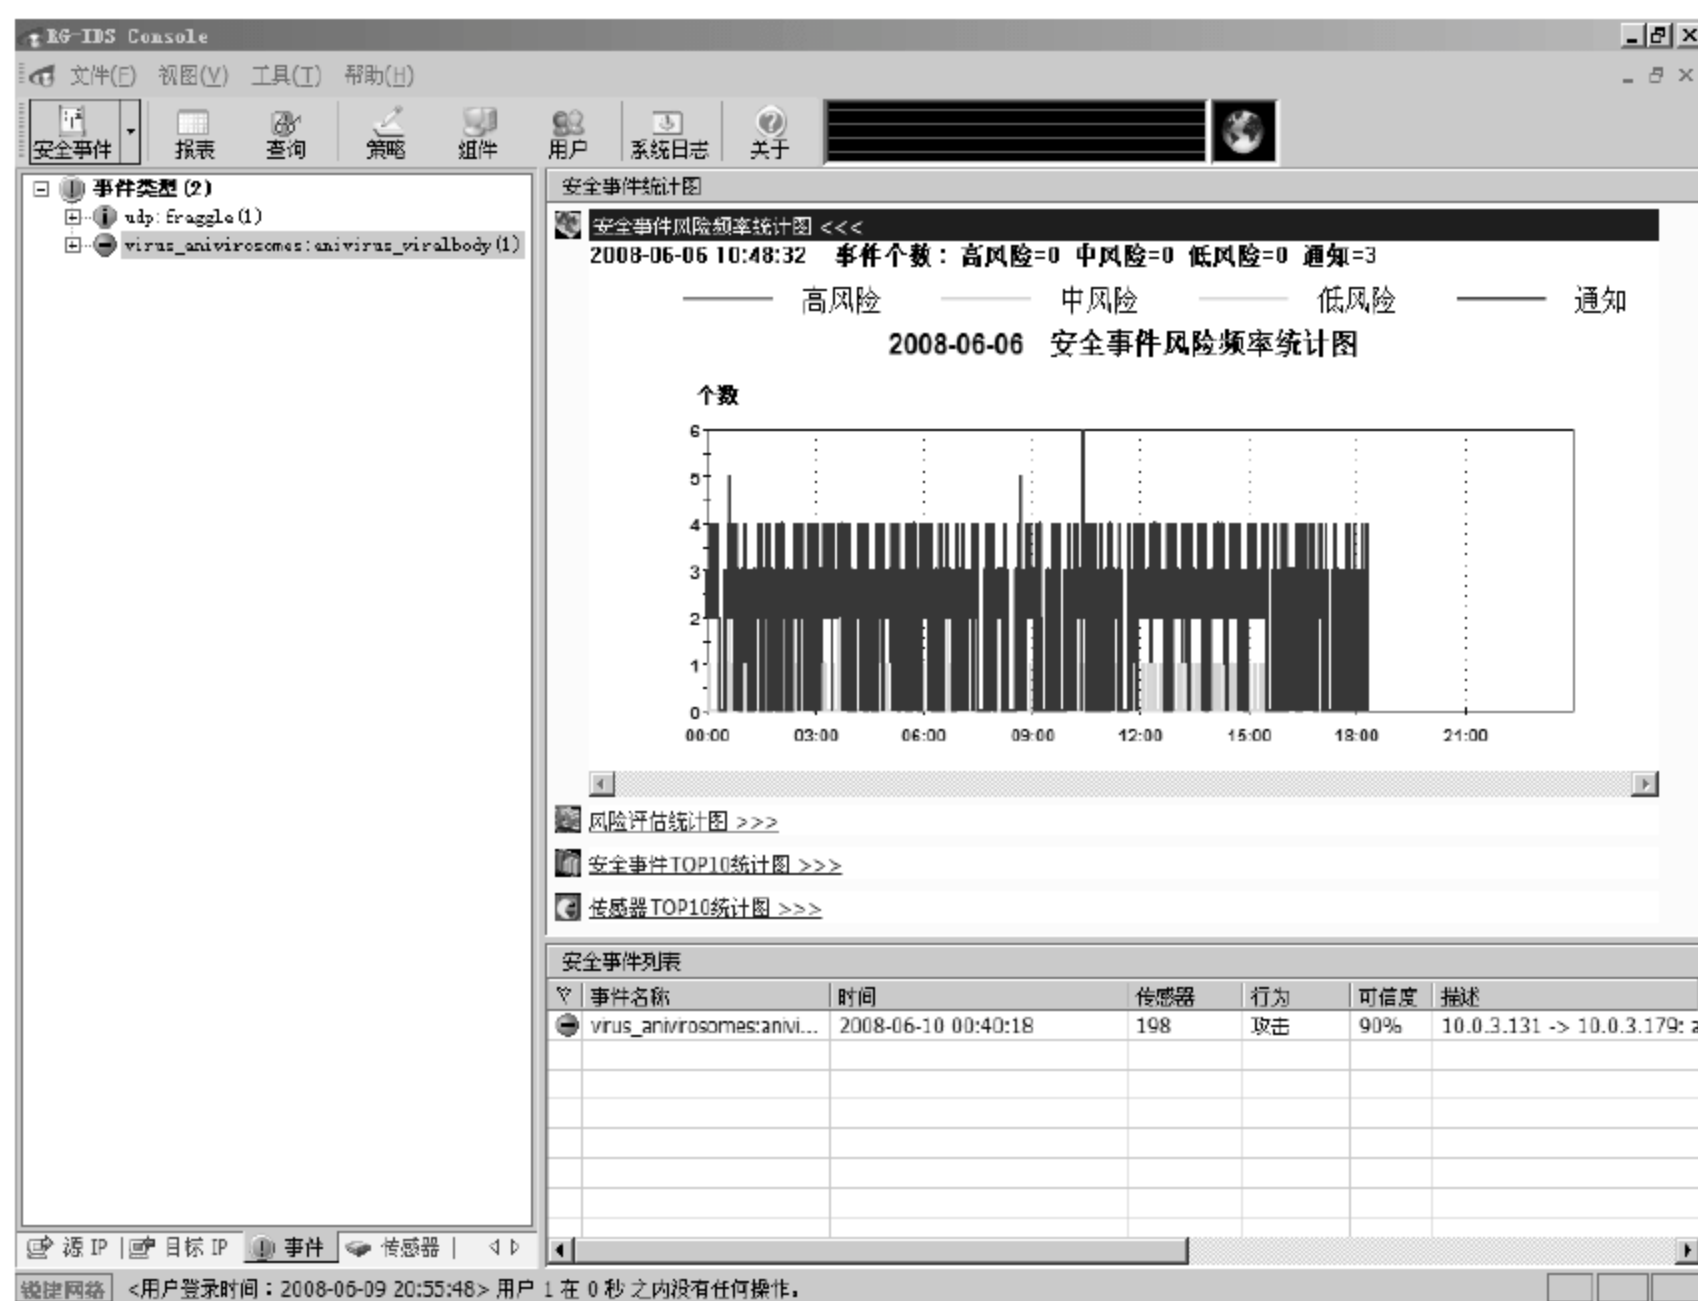 RG-IDS Console
文件(F) 视图(V) 工具(T) 帮助(H)
安全事件 报表 查询 策略 组件 用户 系统日志 关于
事件类型(2)
udp:fraggle(1)
virus_anivirosomes:anivirus_viralbody(1)
安全事件统计图
安全事件风险频率统计图 <<<
2008-06-06 10:48:32 事件个数：高风险=0 中风险=0 低风险=0 通知=3
高风险 中风险 低风险 通知
2008-06-06 安全事件风险频率统计图
个数
6
5
4
3
2
1
0
00:00 03:00 06:00 09:00 12:00 15:00 18:00 21:00
风险评估统计图 >>>
安全事件TOP10统计图 >>>
传感器TOP10统计图 >>>
安全事件列表
事件名称 时间 传感器 行为 可信度 描述
virus_anivirosomes:anivi... 2008-06-10 00:40:18 198 攻击 90% 10.0.3.131 -> 10.0.3.179: a
源 IP 目标 IP 事件 传感器
锐捷网络 <用户登录时间：2008-06-09 20:55:48> 用户 1 在 0 秒 之内没有任何操作。